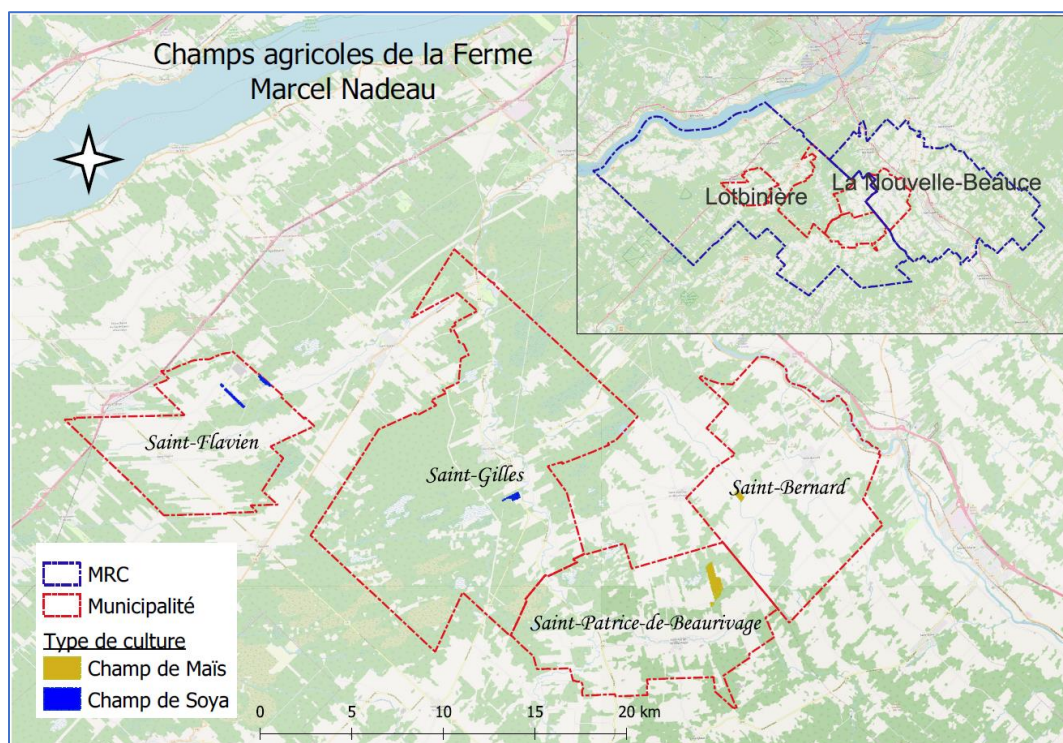 Champs agricoles de la Ferme
Marcel Nadeau
Lotbinière
La Nouvelle-Beauce
Saint-Flavien
Saint-Gilles
Saint-Bernard
Saint-Patrice-de-Beaurivage
MRC
Municipalité
Type de culture
Champ de Maïs
Champ de Soya
0 5 10 15 20 km